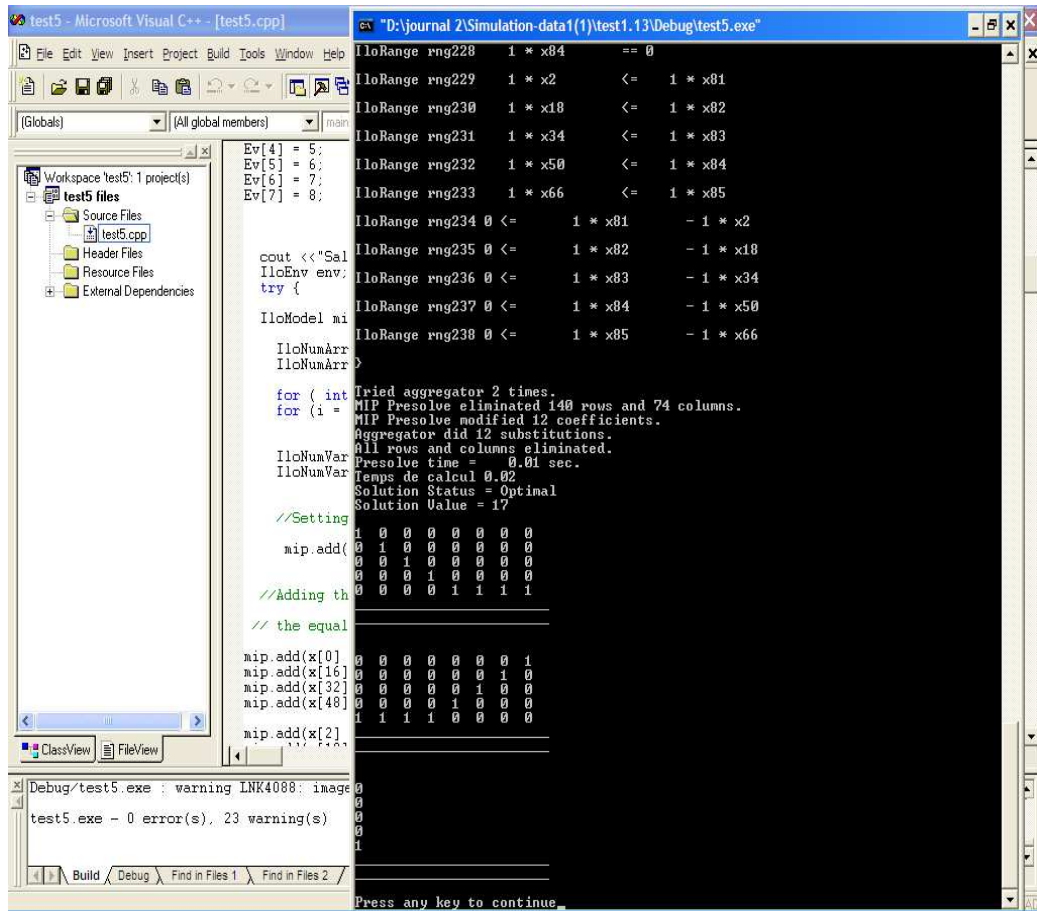 test5 - Microsoft Visual C++ - [test5.cpp]
File Edit View Insert Project Build Tools Window Help
(Globals)
(All global members)
main
Workspace 'test5': 1 project(s)
test5 files
Source Files
test5.cpp
Header Files
Resource Files
External Dependencies
ClassView
FileView
Ev[4] = 5;
Ev[5] = 6;
Ev[6] = 7;
Ev[7] = 8;
cout <<"Sal
IloEnv env;
try {
IloModel mi
IloNumArr
IloNumArr
for ( int
for (i =
IloNumVar
IloNumVar
//Setting
mip.add(
//Adding th
// the equal
mip.add(x[0]
mip.add(x[16]
mip.add(x[32]
mip.add(x[48]
mip.add(x[2]
Debug/test5.exe : warning LNK4088: image
test5.exe - 0 error(s), 23 warning(s)
Build Debug Find in Files 1 Find in Files 2
"D:\journal 2\Simulation-data1(1)\test1.13\Debug\test5.exe"
IloRange rng228 1 * x84 == 0
IloRange rng229 1 * x2 <= 1 * x81
IloRange rng230 1 * x18 <= 1 * x82
IloRange rng231 1 * x34 <= 1 * x83
IloRange rng232 1 * x50 <= 1 * x84
IloRange rng233 1 * x66 <= 1 * x85
IloRange rng234 0 <= 1 * x81 - 1 * x2
IloRange rng235 0 <= 1 * x82 - 1 * x18
IloRange rng236 0 <= 1 * x83 - 1 * x34
IloRange rng237 0 <= 1 * x84 - 1 * x50
IloRange rng238 0 <= 1 * x85 - 1 * x66
}
Tried aggregator 2 times.
MIP Presolve eliminated 140 rows and 74 columns.
MIP Presolve modified 12 coefficients.
Aggregator did 12 substitutions.
All rows and columns eliminated.
Presolve time = 0.01 sec.
Temps de calcul 0.02
Solution Status = Optimal
Solution Value = 17
1 0 0 0 0 0 0 0
0 1 0 0 0 0 0 0
0 0 1 0 0 0 0 0
0 0 0 1 0 0 0 0
0 0 0 0 1 1 1 1
0 0 0 0 0 0 0 1
0 0 0 0 0 0 1 0
0 0 0 0 0 1 0 0
0 0 0 0 1 0 0 0
1 1 1 1 0 0 0 0
0
0
0
0
1
Press any key to continue_